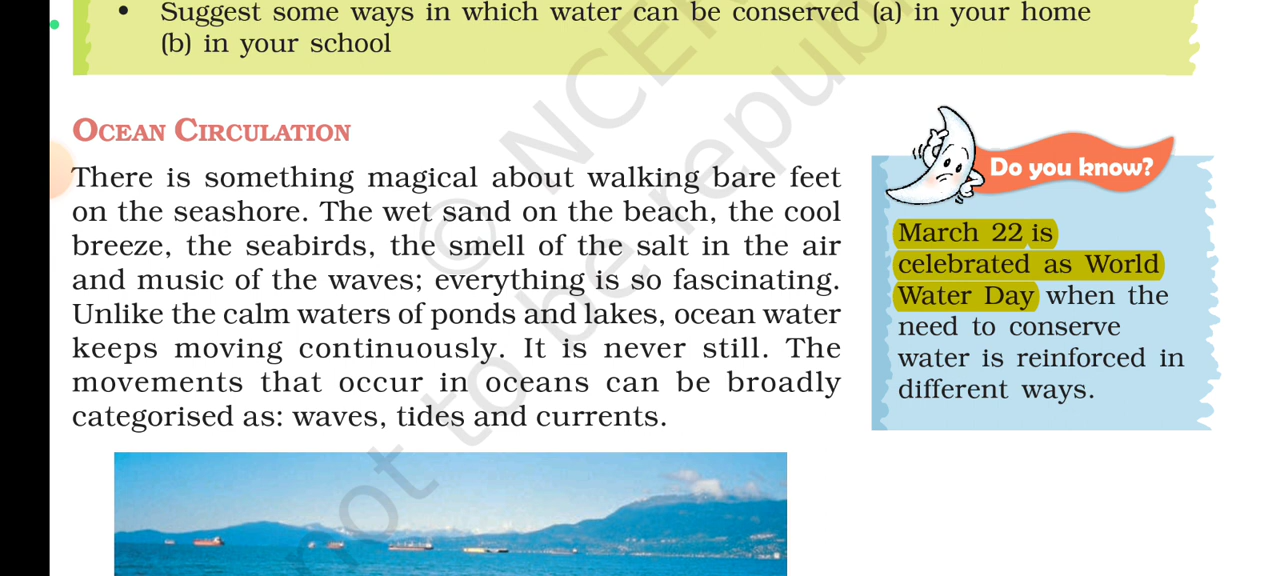 • Suggest some ways in which water can be conserved (a) in your home
(b) in your school
OCEAN CIRCULATION
There is something magical about walking bare feet
on the seashore. The wet sand on the beach, the cool
breeze, the seabirds, the smell of the salt in the air
and music of the waves; everything is so fascinating.
Unlike the calm waters of ponds and lakes, ocean water
keeps moving continuously. It is never still. The
movements that occur in oceans can be broadly
categorised as: waves, tides and currents.
Do you know?
March 22 is
celebrated as World
Water Day when the
need to conserve
water is reinforced in
different ways.
© NCER
not to be republ